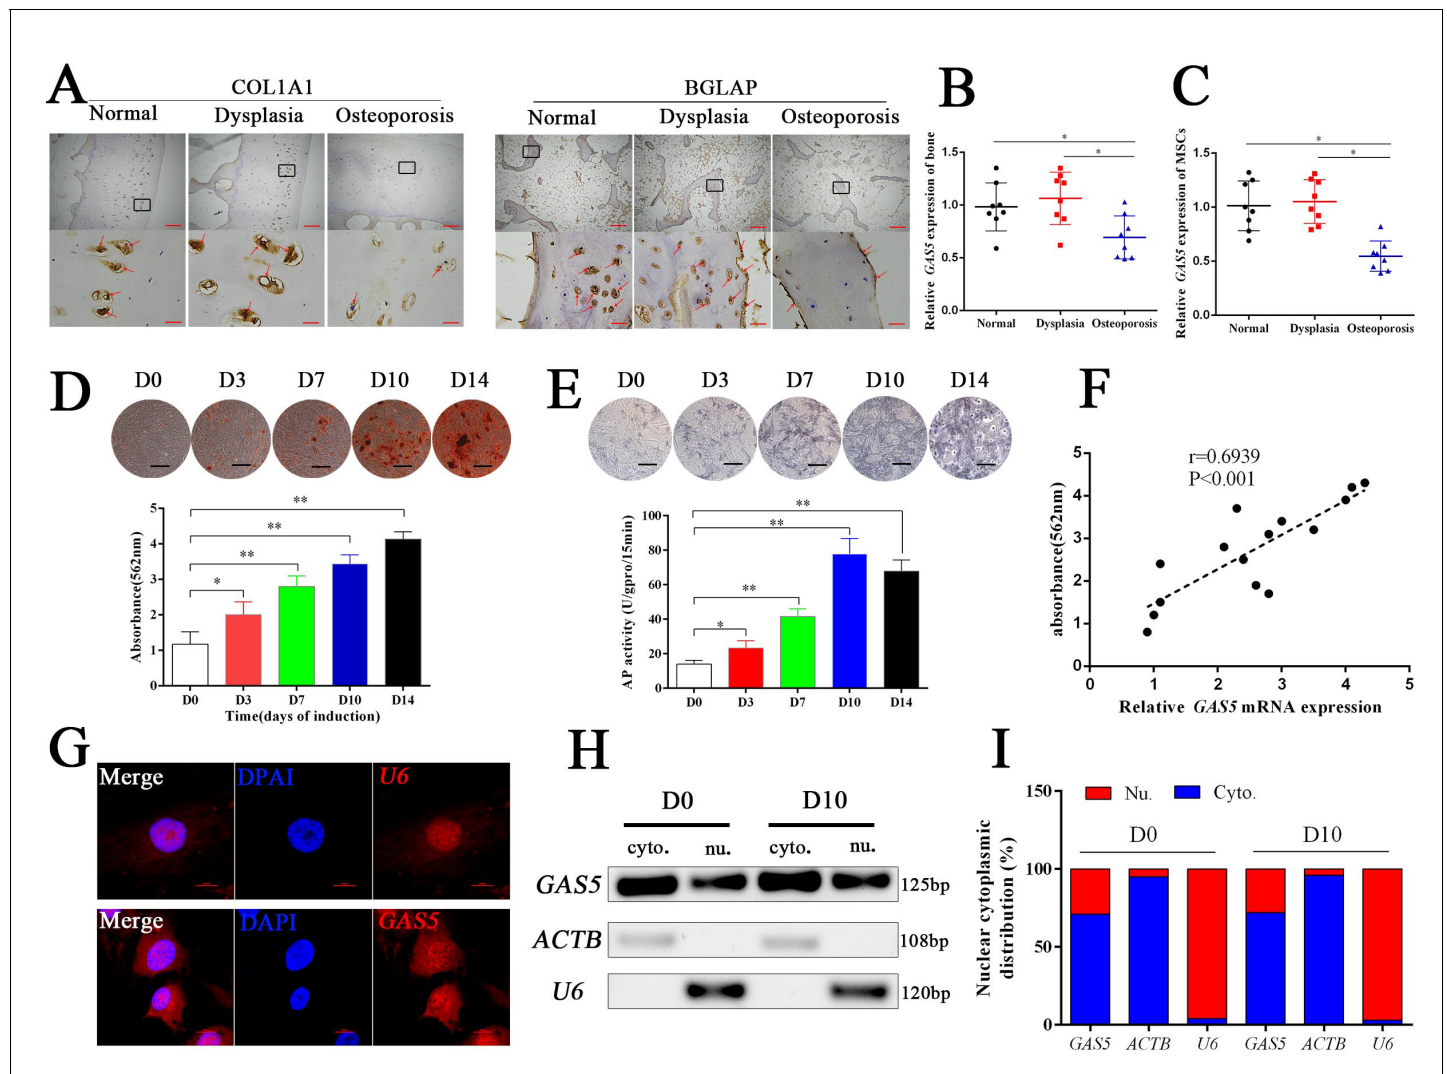 A
COL1A1
Normal Dysplasia Osteoporosis
BGLAP
Normal Dysplasia Osteoporosis
B
Relative GAS5 expression of bone
1.5
1.0
0.5
0.0
*
*
Normal Dysplasia Osteoporosis
C
Relative GAS5 expression of MSCs
1.5
1.0
0.5
0.0
*
*
Normal Dysplasia Osteoporosis
D
D0 D3 D7 D10 D14
Absorbance(562nm)
5
4
3
2
1
0
**
**
**
*
D0 D3 D7 D10 D14
Time(days of induction)
E
D0 D3 D7 D10 D14
AP activity (U/gpro/15min)
100
80
60
40
20
0
**
**
**
*
D0 D3 D7 D10 D14
F
r=0.6939
P<0.001
absorbance(562nm)
5
4
3
2
1
0
0 1 2 3 4 5
Relative GAS5 mRNA expression
G
Merge DPAI U6
Merge DAPI GAS5
H
D0 D10
cyto. nu. cyto. nu.
GAS5 125bp
ACTB 108bp
U6 120bp
I
Nu. Cyto.
D0 D10
Nuclear cytoplasmic
distribution (%)
150
100
50
0
GAS5 ACTB U6 GAS5 ACTB U6